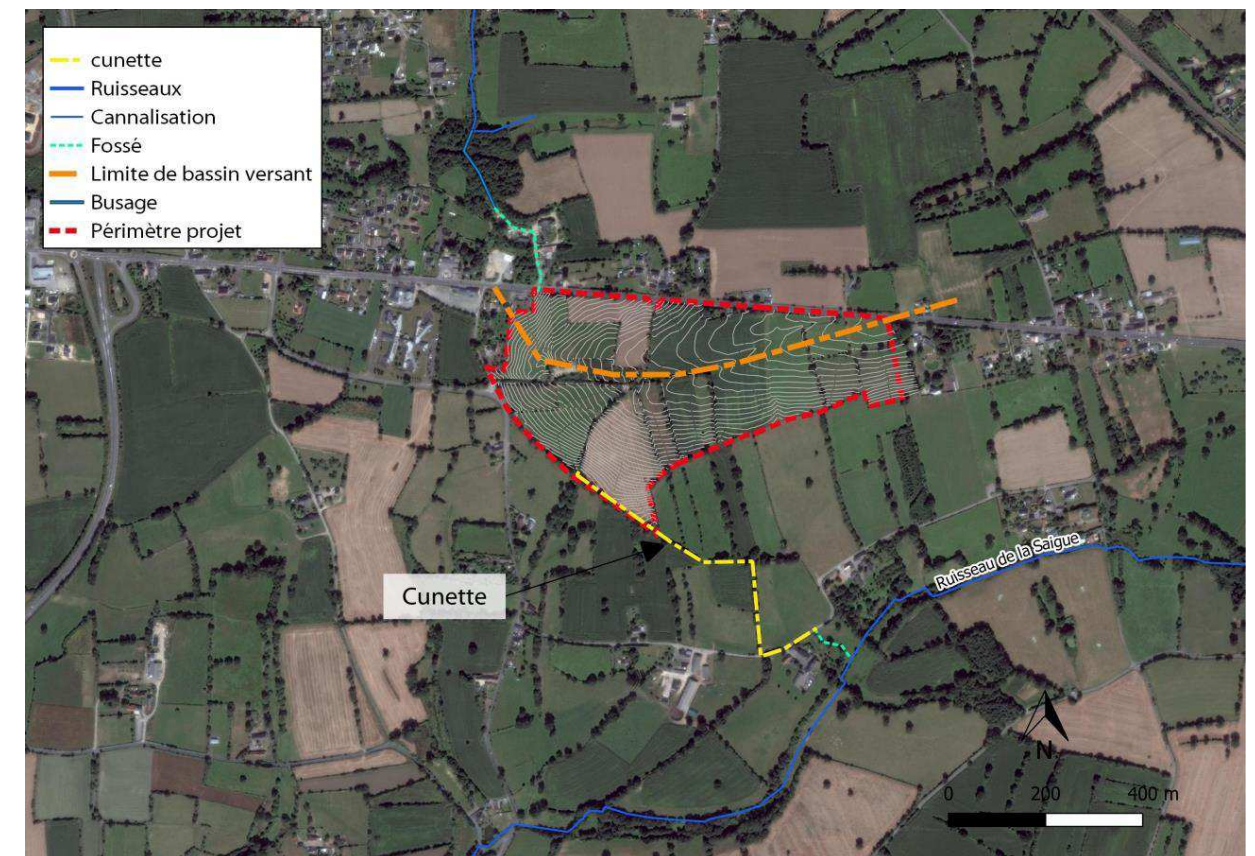 cunette
Ruisseaux
Cannalisation
Fossé
Limite de bassin versant
Busage
Périmètre projet
Ruisseau de la Saigue
Cunette
N
0 200 400 m